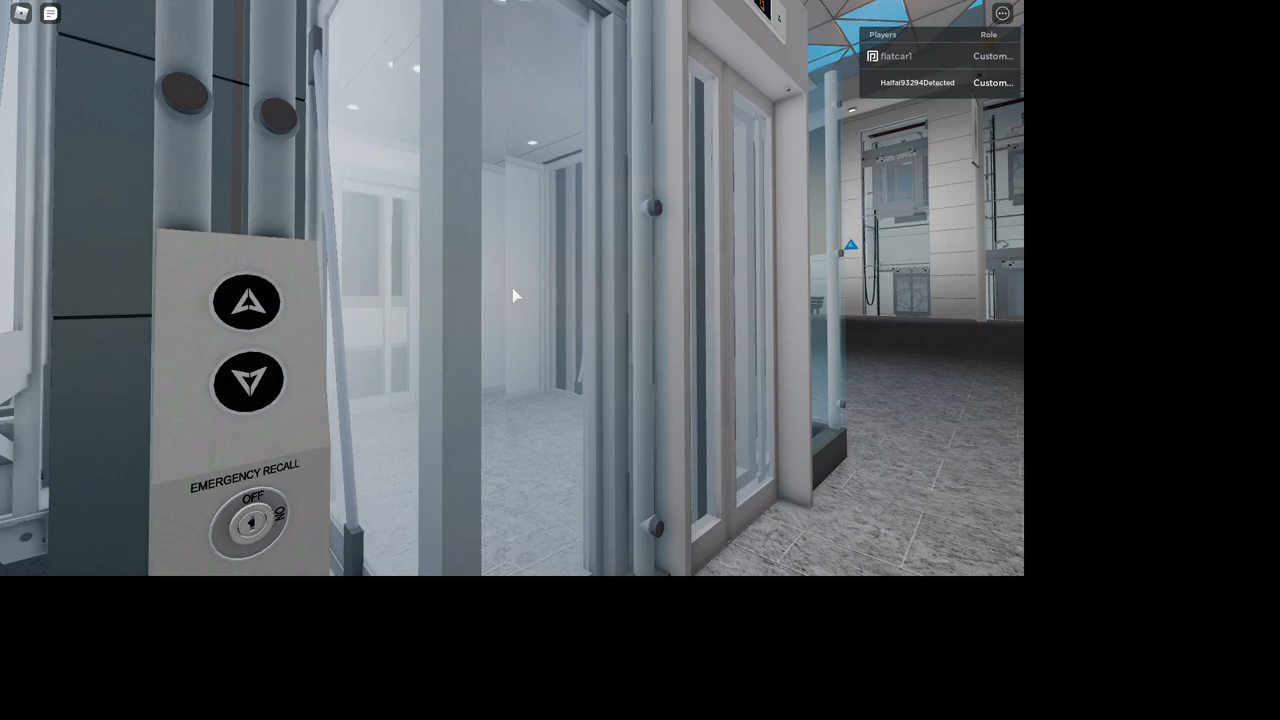 Players Role
flatcar1 Custom...
Halfai93294Detected Custom...
EMERGENCY RECALL
OFF
ON